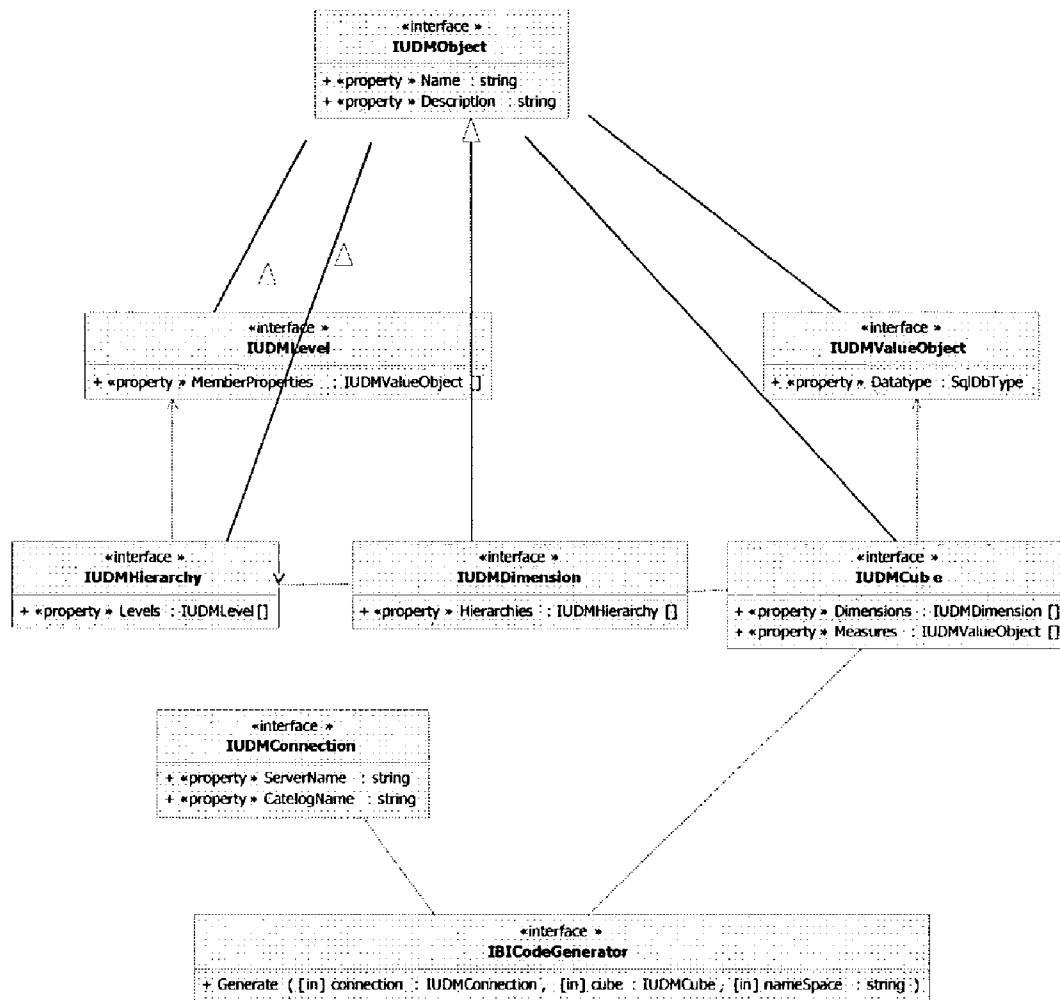 «interface »
IUDMObject
+ «property » Name : string
+ «property » Description : string
«interface »
IUDMLevel
+ «property » MemberProperties : IUDMValueObject []
«interface »
IUDMValueObject
+ «property » Datatype : SqlDbType
«interface »
IUDMHierarchy
+ «property » Levels : IUDMLevel []
«interface »
IUDMDimension
+ «property » Hierarchies : IUDMHierarchy []
«interface »
IUDMCube
+ «property » Dimensions : IUDMDimension []
+ «property » Measures : IUDMValueObject []
«interface »
IUDMConnection
+ «property » ServerName : string
+ «property » CatelogName : string
«interface »
IBICodeGenerator
+ Generate ([in] connection : IUDMConnection, [in] cube : IUDMCube, [in] nameSpace : string )